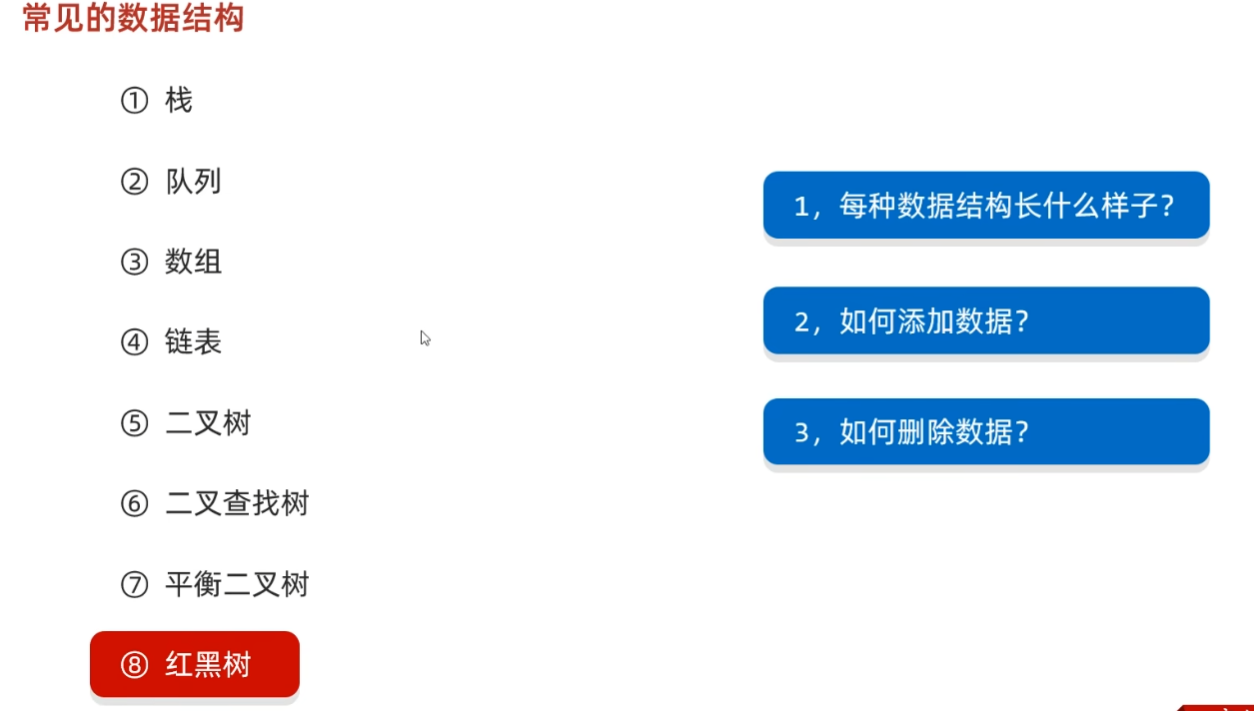 常见的数据结构
① 栈
② 队列
③ 数组
④ 链表
⑤ 二叉树
⑥ 二叉查找树
⑦ 平衡二叉树
⑧ 红黑树
1，每种数据结构长什么样子？
2，如何添加数据？
3，如何删除数据？